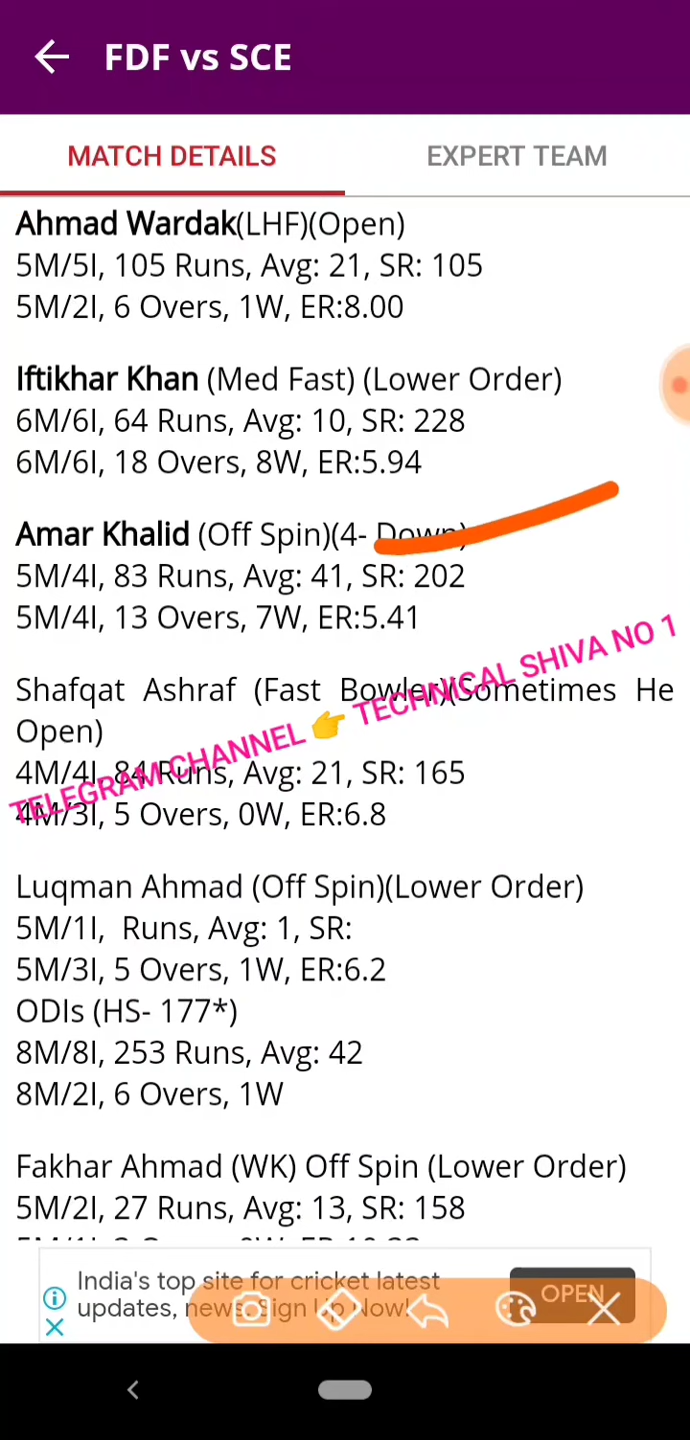 FDF vs SCE
MATCH DETAILS
EXPERT TEAM
Ahmad Wardak(LHF)(Open)
5M/5I, 105 Runs, Avg: 21, SR: 105
5M/2I, 6 Overs, 1W, ER:8.00
Iftikhar Khan (Med Fast) (Lower Order)
6M/6I, 64 Runs, Avg: 10, SR: 228
6M/6I, 18 Overs, 8W, ER:5.94
Amar Khalid (Off Spin)(4- Down)
5M/4I, 83 Runs, Avg: 41, SR: 202
5M/4I, 13 Overs, 7W, ER:5.41
TELEGRAM CHANNEL 👉 TECHNICAL SHIVA NO 1
Shafqat Ashraf (Fast Bowler)(Sometimes He
Open)
4M/4I, 84 Runs, Avg: 21, SR: 165
4M/3I, 5 Overs, 0W, ER:6.8
Luqman Ahmad (Off Spin)(Lower Order)
5M/1I, Runs, Avg: 1, SR:
5M/3I, 5 Overs, 1W, ER:6.2
ODIs (HS- 177*)
8M/8I, 253 Runs, Avg: 42
8M/2I, 6 Overs, 1W
Fakhar Ahmad (WK) Off Spin (Lower Order)
5M/2I, 27 Runs, Avg: 13, SR: 158
India's top site for cricket latest
updates, news. Sign Up Now!
OPEN